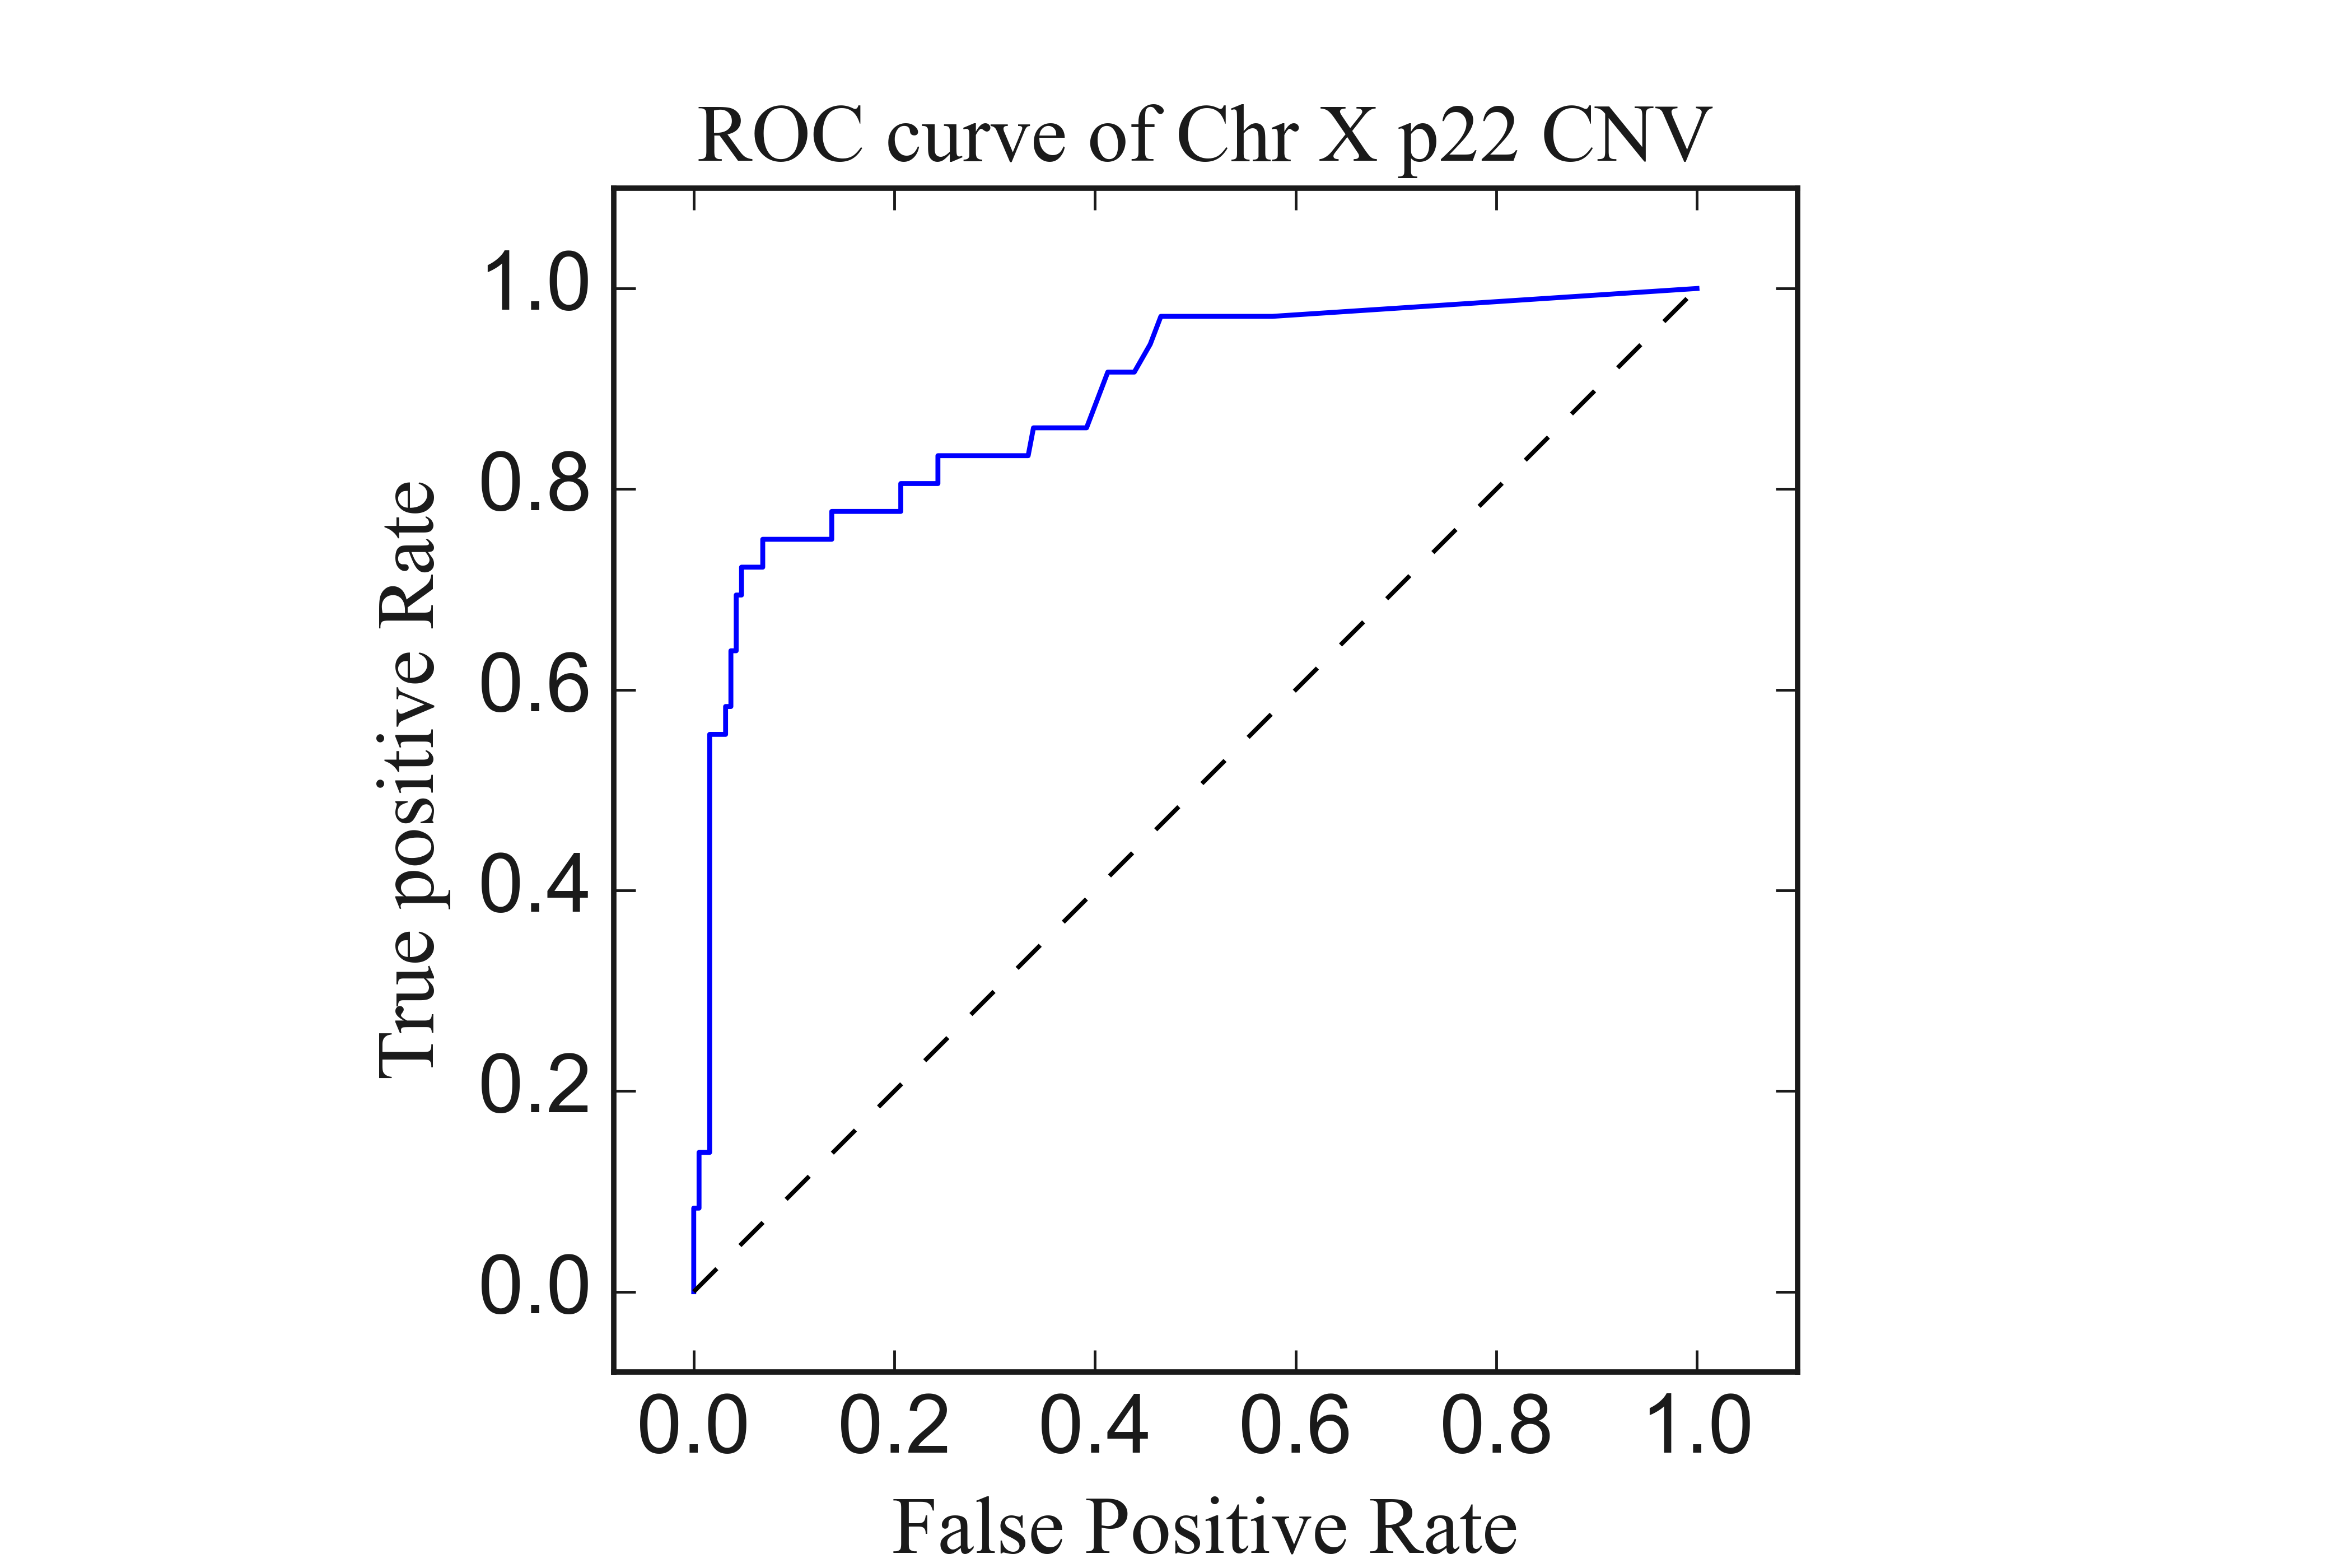 ROC curve of Chr X p22 CNV
True positive Rate
1.0
0.8
0.6
0.4
0.2
0.0
0.0 0.2 0.4 0.6 0.8 1.0
False Positive Rate